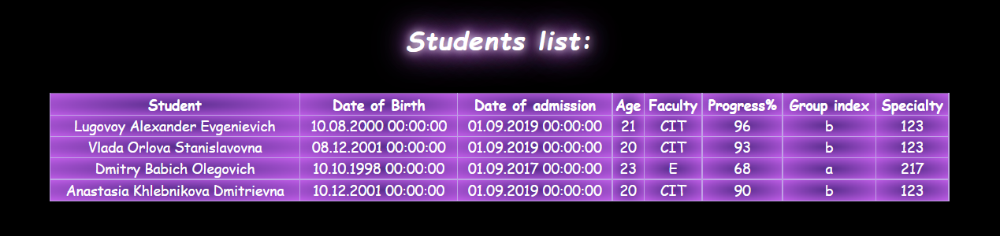 Students list:
Student Date of Birth Date of admission Age Faculty Progress% Group index Specialty
Lugovoy Alexander Evgenievich 10.08.2000 00:00:00 01.09.2019 00:00:00 21 CIT 96 b 123
Vlada Orlova Stanislavovna 08.12.2001 00:00:00 01.09.2019 00:00:00 20 CIT 93 b 123
Dmitry Babich Olegovich 10.10.1998 00:00:00 01.09.2017 00:00:00 23 E 68 a 217
Anastasia Khlebnikova Dmitrievna 10.12.2001 00:00:00 01.09.2019 00:00:00 20 CIT 90 b 123